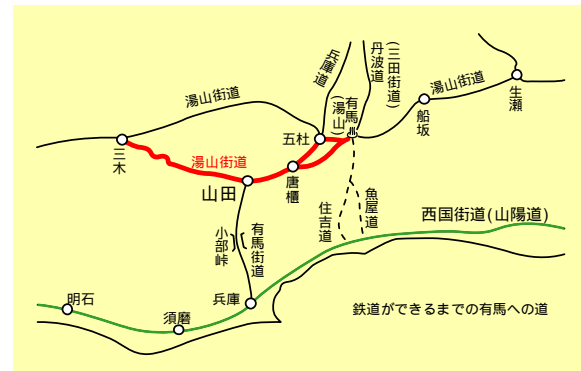 兵庫道
丹波道
(三田街道)
有馬
(湯山)
湯山街道
湯山街道
生瀬
船坂
五社
三木
湯山街道
唐櫃
山田
魚屋道
住吉道
西国街道(山陽道)
有馬街道
小部峠
兵庫
明石
須磨
鉄道ができるまでの有馬への道